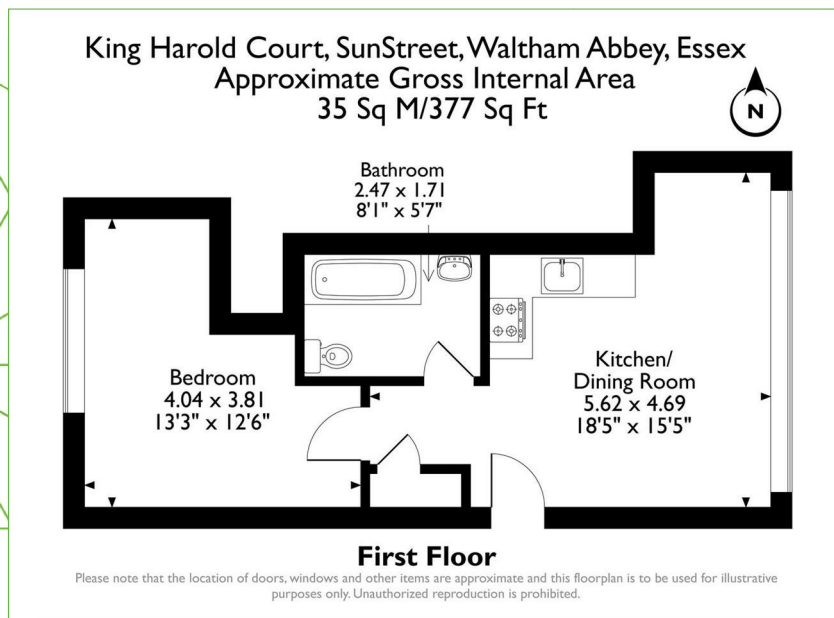 King Harold Court, SunStreet, Waltham Abbey, Essex
Approximate Gross Internal Area
35 Sq M/377 Sq Ft
N
Bathroom
2.47 x 1.71
8'1" x 5'7"
Bedroom
4.04 x 3.81
13'3" x 12'6"
Kitchen/
Dining Room
5.62 x 4.69
18'5" x 15'5"
First Floor
Please note that the location of doors, windows and other items are approximate and this floorplan is to be used for illustrative
purposes only. Unauthorized reproduction is prohibited.